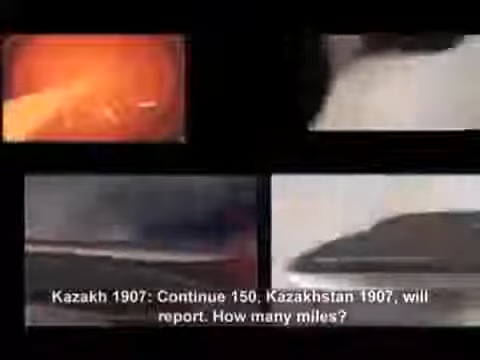 Kazakh 1907: Continue 150, Kazakhstan 1907, will
report. How many miles?